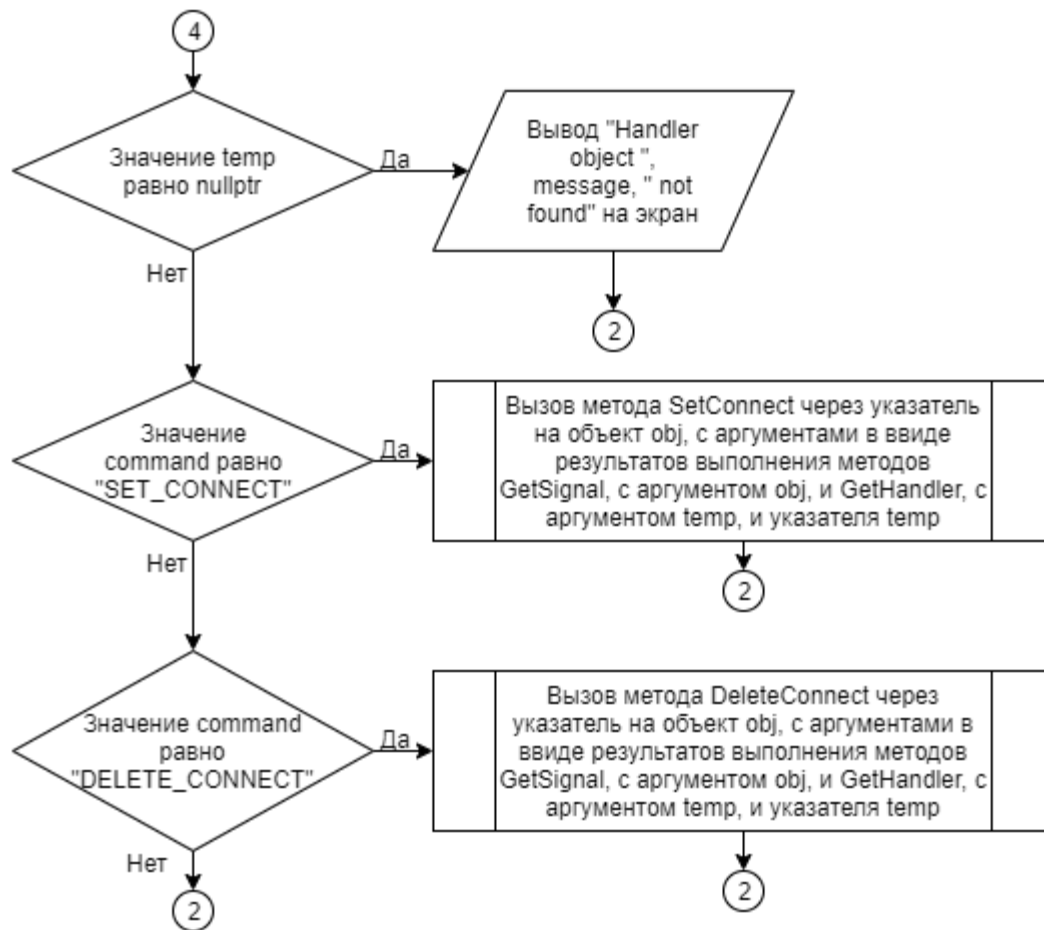 4
Значение temp
равно nullptr
Да
Вывод "Handler
object ",
message, " not
found" на экран
Нет
2
Значение
command равно
"SET_CONNECT"
Да
Вызов метода SetConnect через указатель
на объект obj, с аргументами в ввиде
результатов выполнения методов
GetSignal, с аргументом obj, и GetHandler, с
аргументом temp, и указателя temp
Нет
2
Значение command
равно
"DELETE_CONNECT"
Да
Вызов метода DeleteConnect через
указатель на объект obj, с аргументами в
ввиде результатов выполнения методов
GetSignal, с аргументом obj, и GetHandler, с
аргументом temp, и указателя temp
Нет
2
2